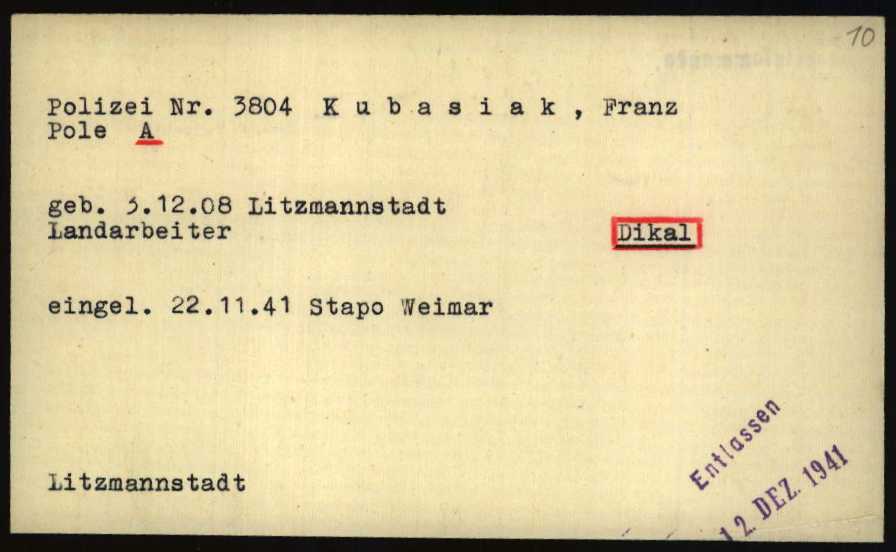 10
Polizei Nr. 3804 Kubasiak, Franz
Pole A
geb. 3.12.08 Litzmannstadt
Landarbeiter Dikal
eingel. 22.11.41 Stapo Weimar
Entlassen
12. DEZ. 1941
Litzmannstadt